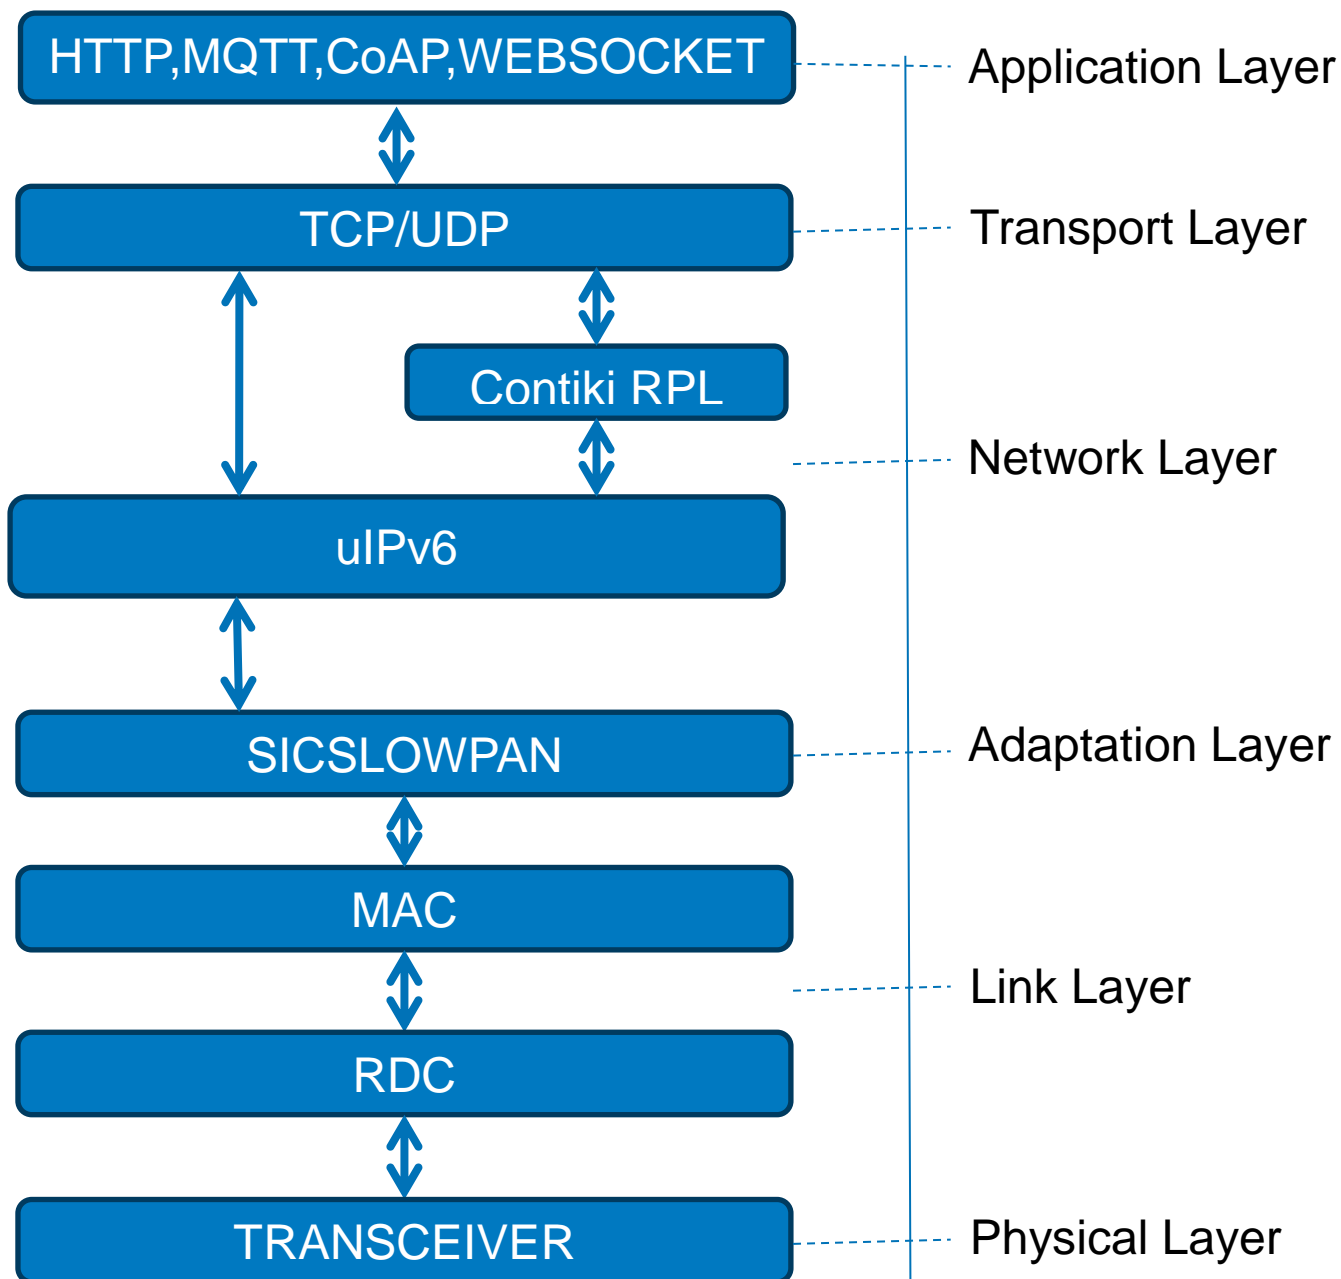 HTTP,MQTT,CoAP,WEBSOCKET
Application Layer
TCP/UDP
Transport Layer
Contiki RPL
Network Layer
uIPv6
SICSLOWPAN
Adaptation Layer
MAC
Link Layer
RDC
TRANSCEIVER
Physical Layer